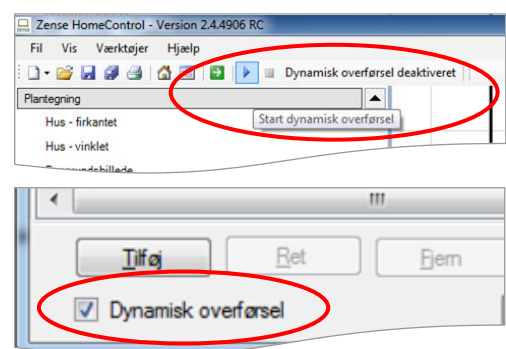 Zense HomeControl - Version 2.4.4906 RC
Fil Vis Værktøjer Hjælp
Dynamisk overførsel deaktiveret
Plantegning
Start dynamisk overførsel
Hus - firkantet
Hus - vinklet
Tilføj Ret Fjern
Dynamisk overførsel